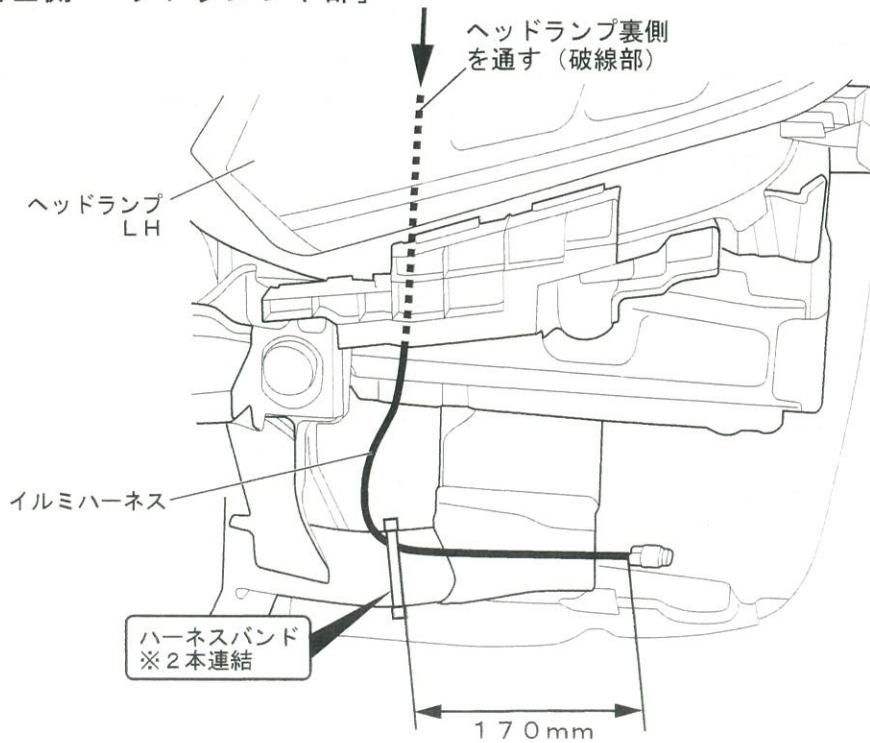 ヘッドランプ裏側
を通す（破線部）
ヘッドランプ
ＬＨ
イルミハーネス
ハーネスバンド
※２本連結
１７０mm